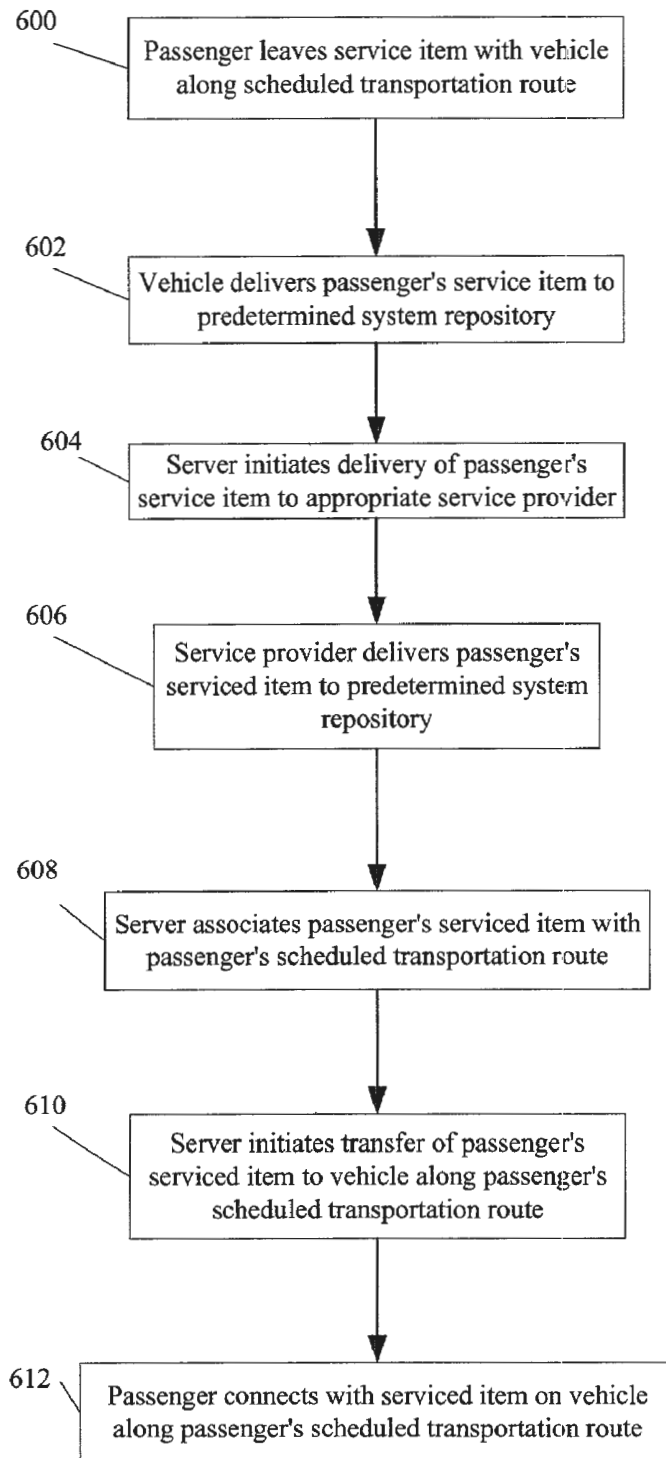 600
Passenger leaves service item with vehicle
along scheduled transportation route
602
Vehicle delivers passenger's service item to
predetermined system repository
604
Server initiates delivery of passenger's
service item to appropriate service provider
606
Service provider delivers passenger's
serviced item to predetermined system
repository
608
Server associates passenger's serviced item with
passenger's scheduled transportation route
610
Server initiates transfer of passenger's
serviced item to vehicle along passenger's
scheduled transportation route
612
Passenger connects with serviced item on vehicle
along passenger's scheduled transportation route